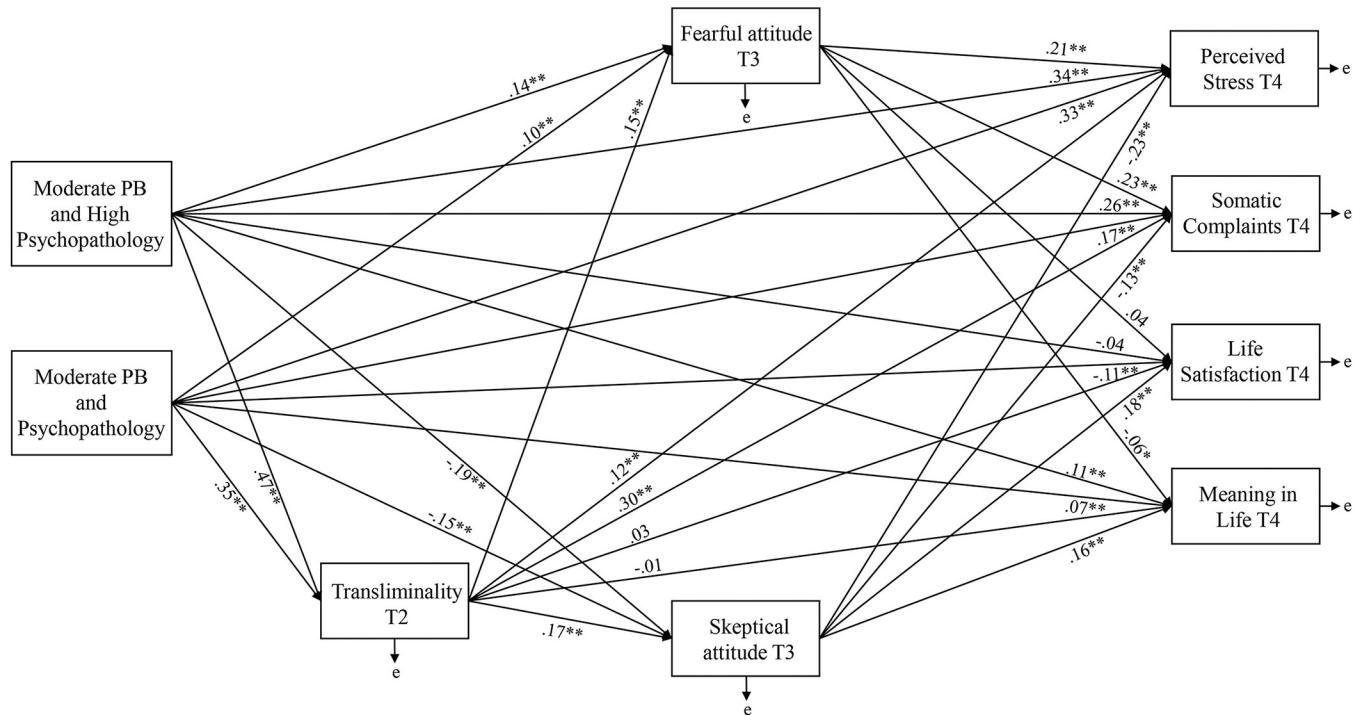 Fearful attitude
T3
e
Perceived
Stress T4
e
.21**
.34**
.33**
.14**
.10**
.15**
-.23**
Moderate PB
and High
Psychopathology
.23**
.26**
.17**
Somatic
Complaints T4
e
-.13**
.04
Moderate PB
and
Psychopathology
-.04
-.11**
.18**
Life
Satisfaction T4
e
-.06*
.47**
.35**
-.19**
-.15**
.12**
.30**
.03
-.01
.11**
.07**
.16**
Meaning in
Life T4
e
Transliminality
T2
e
.17**
Skeptical
attitude T3
e